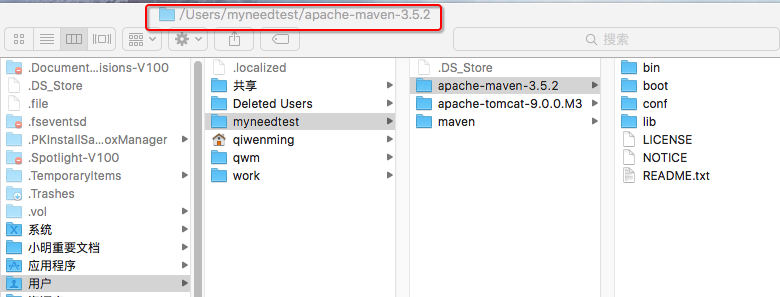 /Users/myneedtest/apache-maven-3.5.2
搜索
.Document...isions-V100
.DS_Store
.file
.fseventsd
.PKInstallSa...oxManager
.Spotlight-V100
.TemporaryItems
.Trashes
.vol
系统
小明重要文档
应用程序
用户
.localized
共享
Deleted Users
myneedtest
qiwenming
qwm
work
.DS_Store
apache-maven-3.5.2
apache-tomcat-9.0.0.M3
maven
bin
boot
conf
lib
LICENSE
NOTICE
README.txt